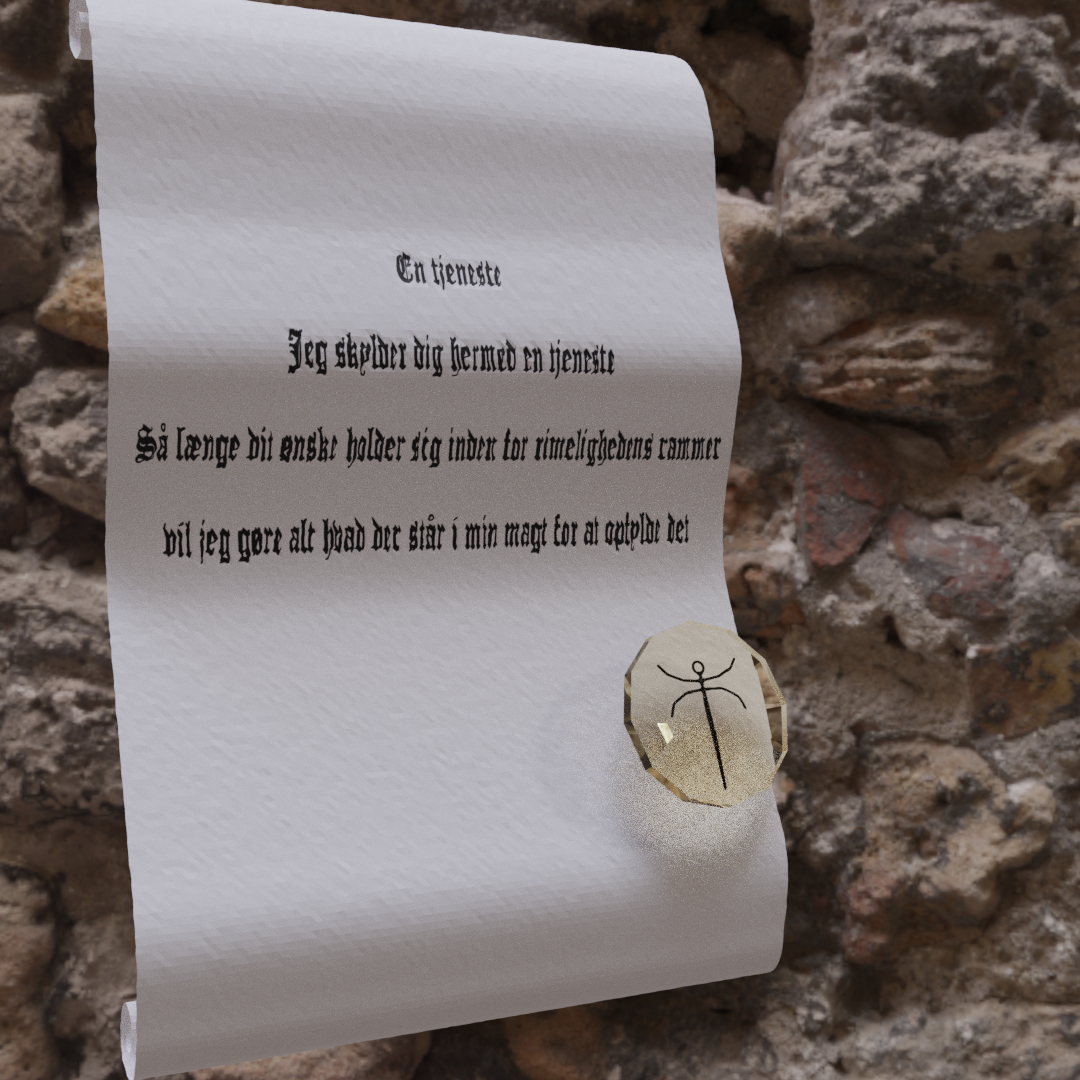 En tjeneste
Jeg skylder dig hermed en tjeneste
Så længe dit ønske holder sig inden for rimelighedens rammer
vil jeg gøre alt hvad der står i min magt for at opfylde det